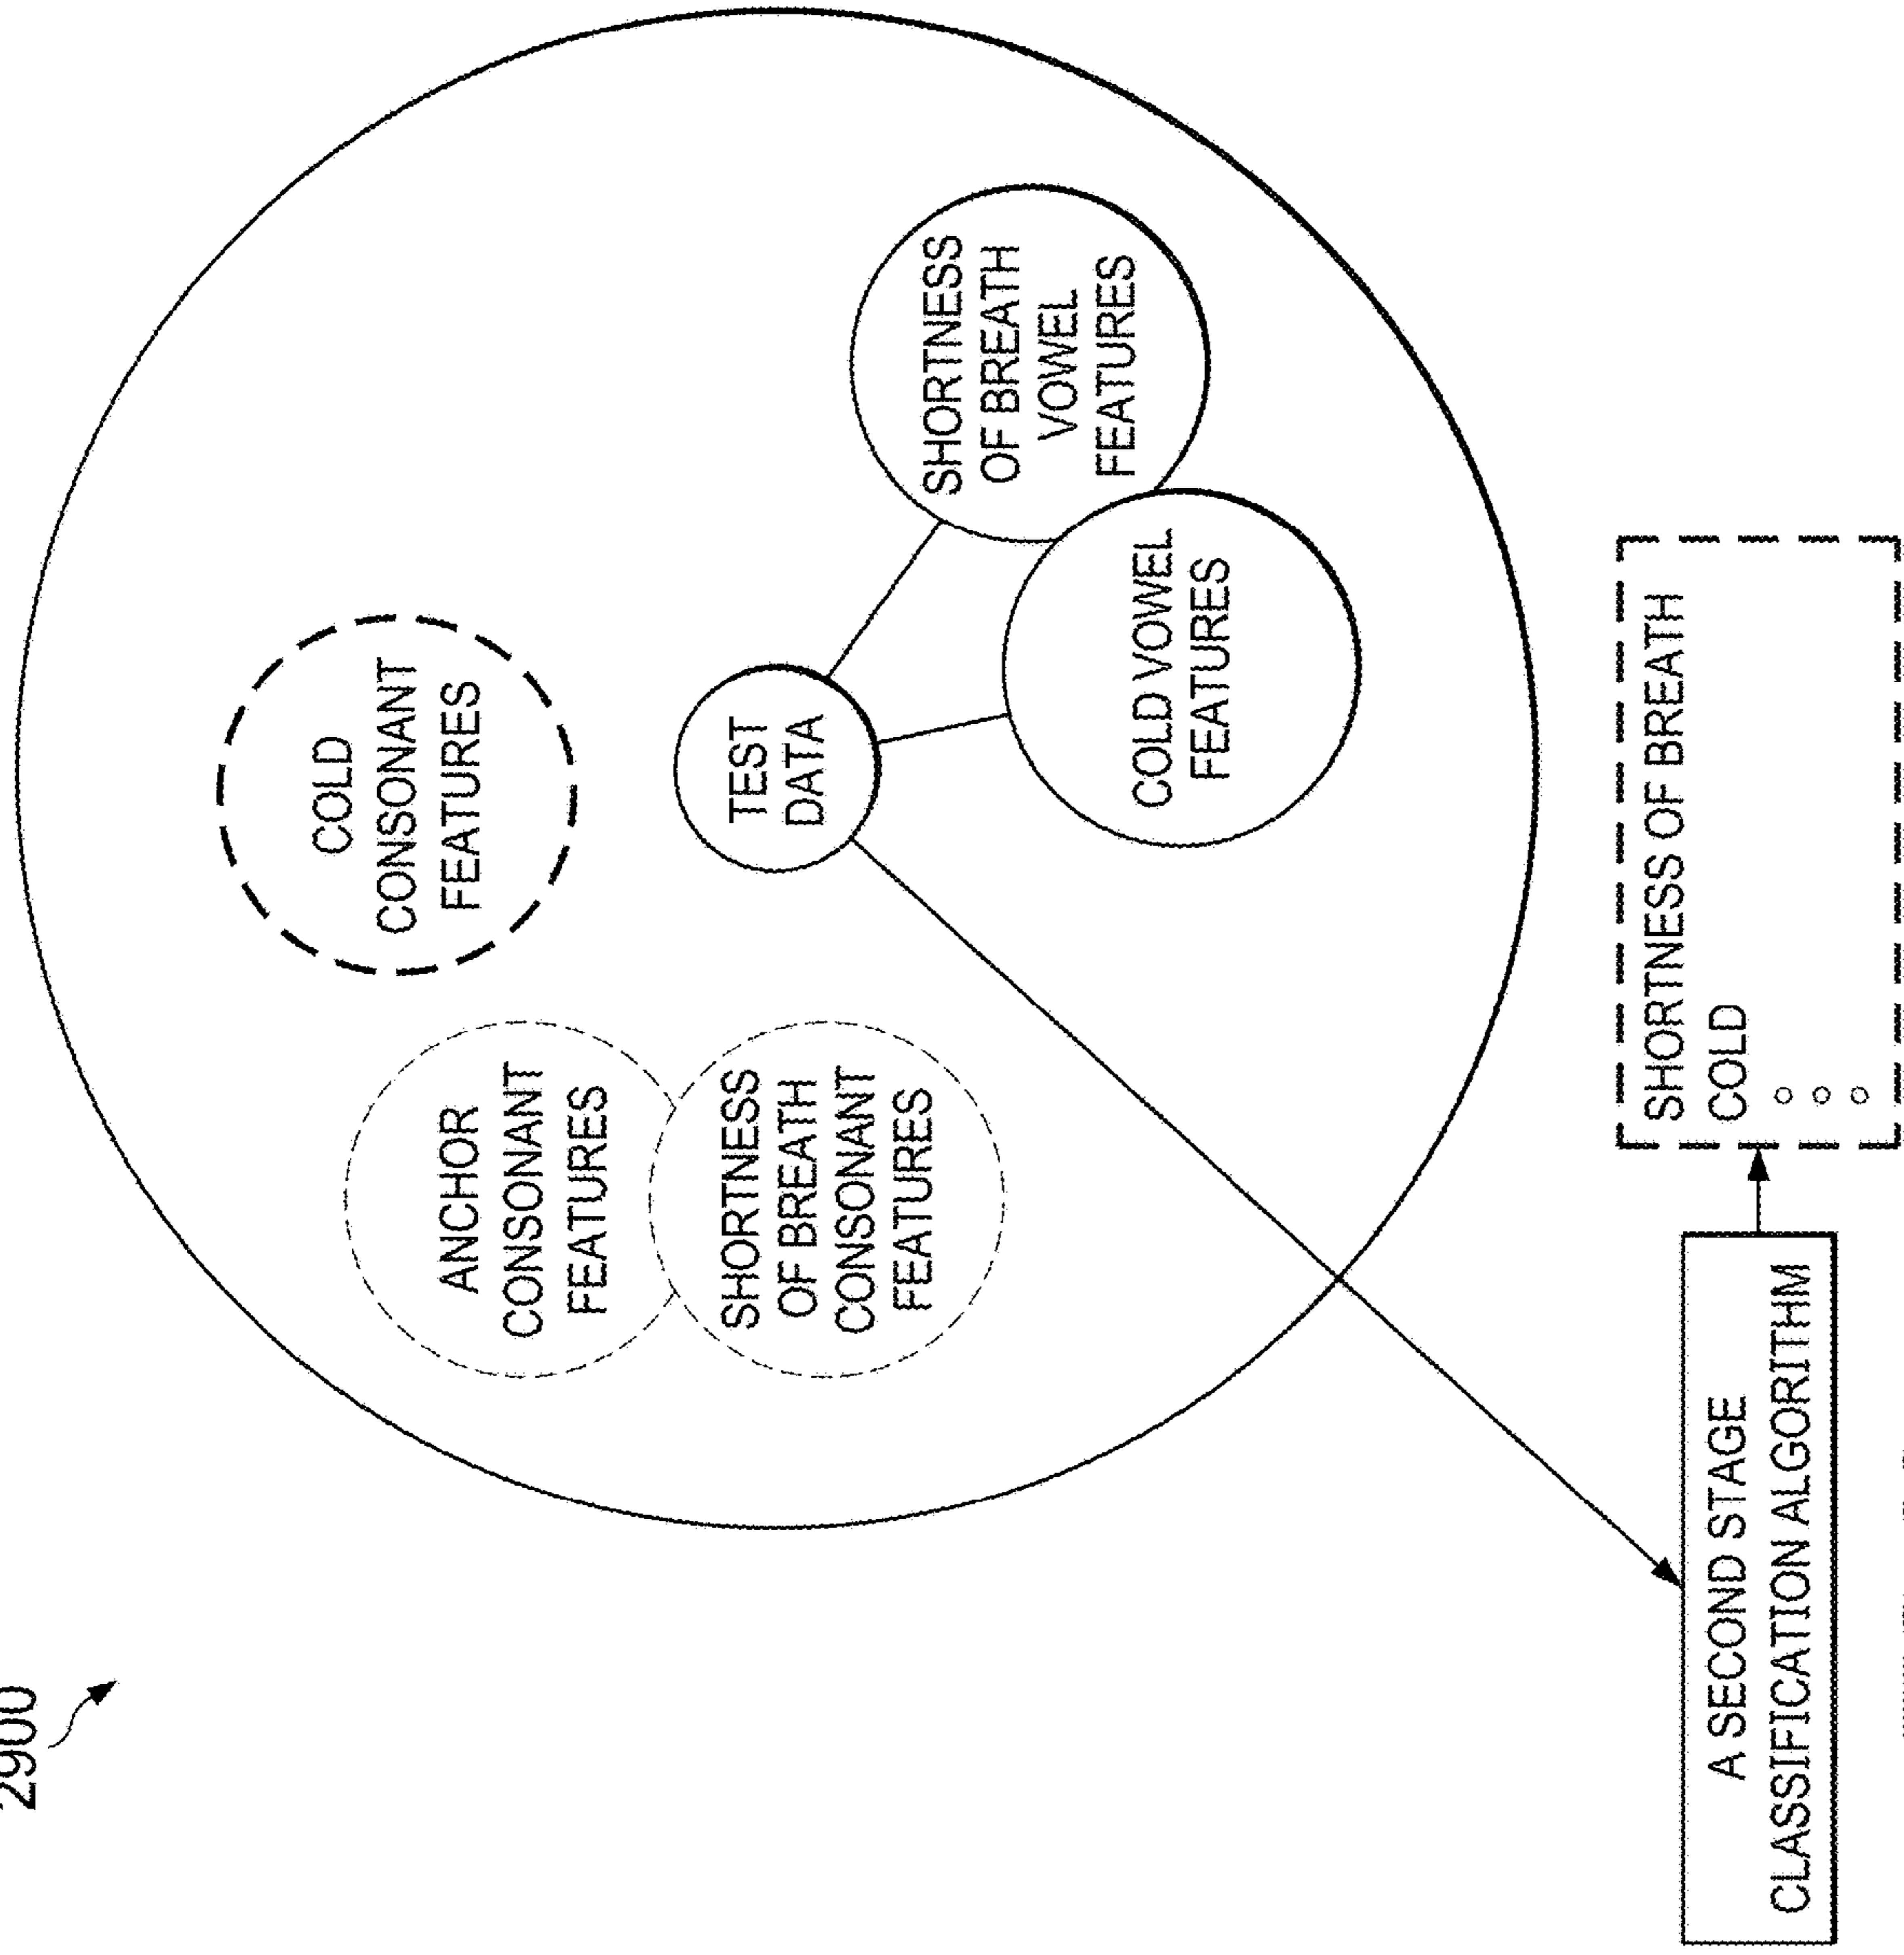 2900
ANCHOR
CONSONANT
FEATURES
SHORTNESS
OF BREATH
CONSONANT
FEATURES
COLD
CONSONANT
FEATURES
TEST
DATA
SHORTNESS
OF BREATH
VOWEL
FEATURES
COLD VOWEL
FEATURES
A SECOND STAGE
CLASSIFICATION ALGORITHM
SHORTNESS OF BREATH
COLD